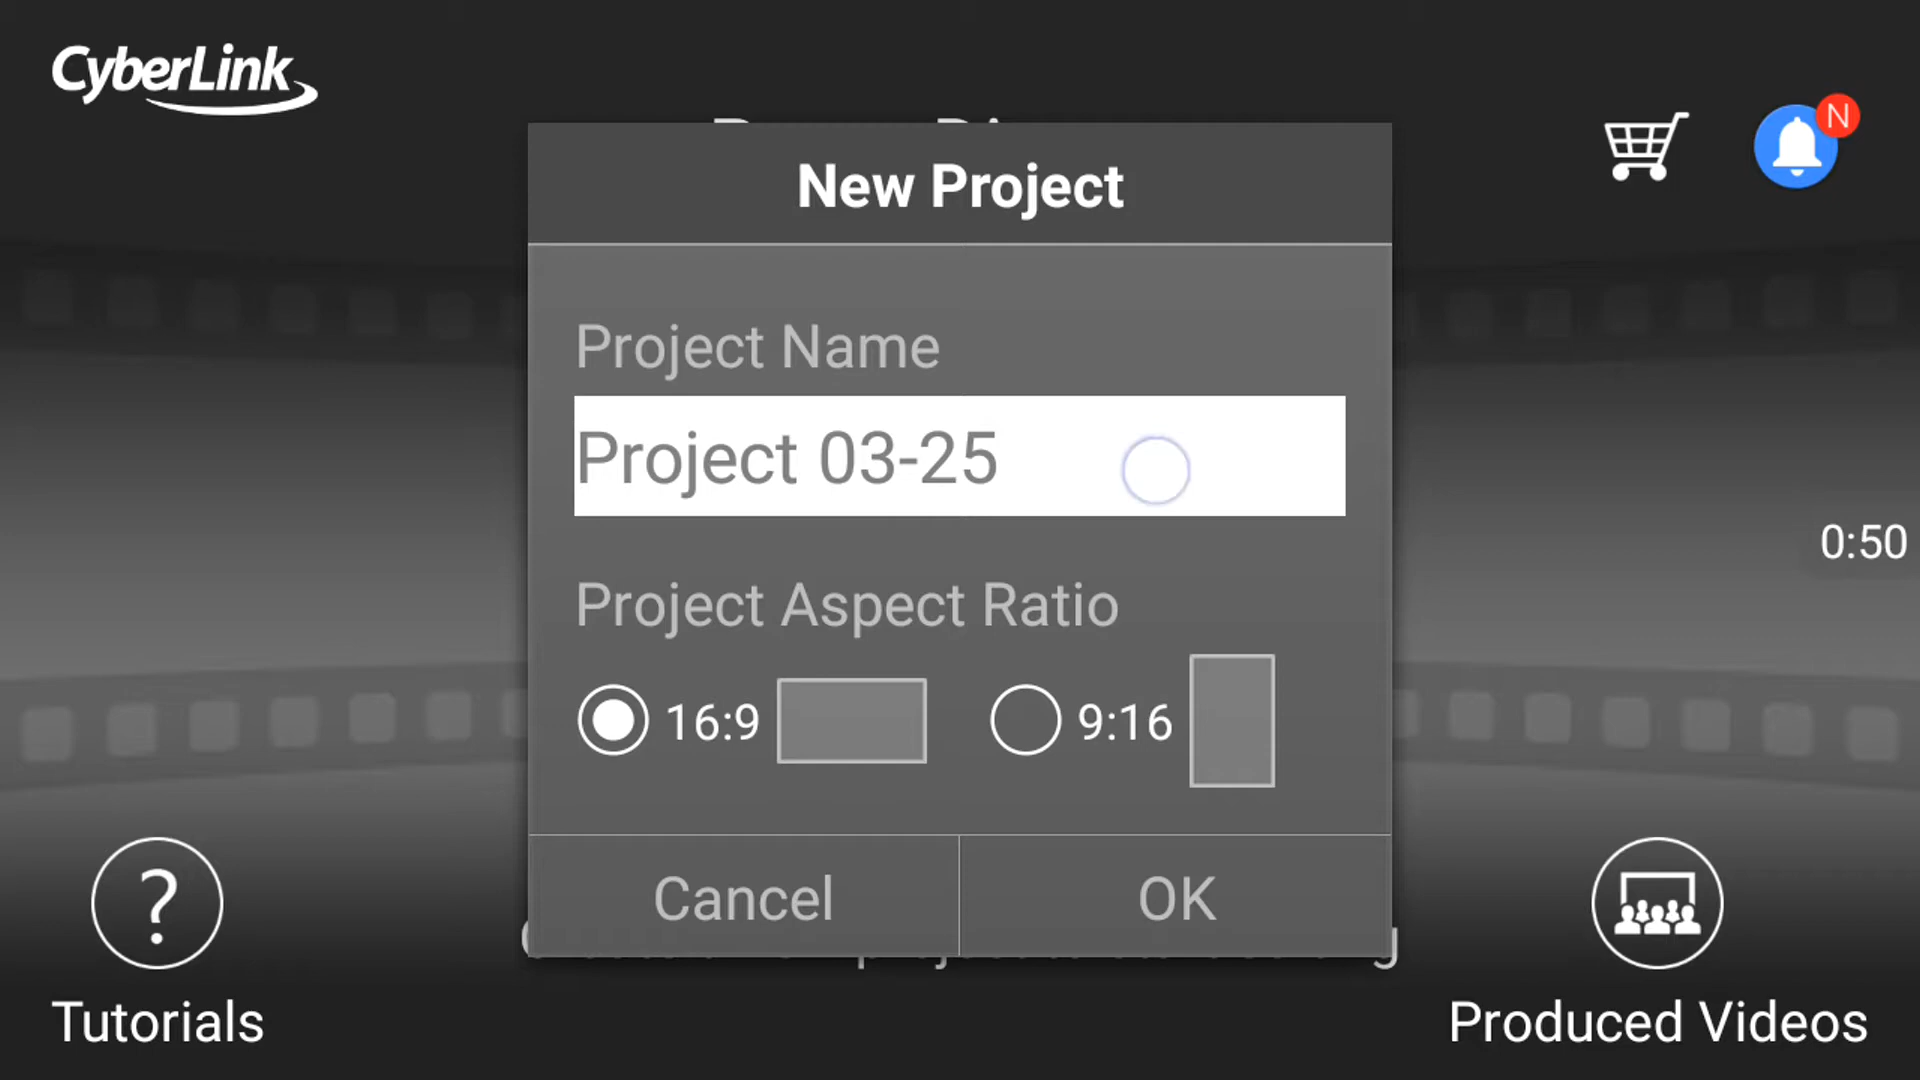 CyberLink
N
New Project
Project Name
Project 03-25
0:50
Project Aspect Ratio
16:9
9:16
Cancel
OK
?
Tutorials
Produced Videos